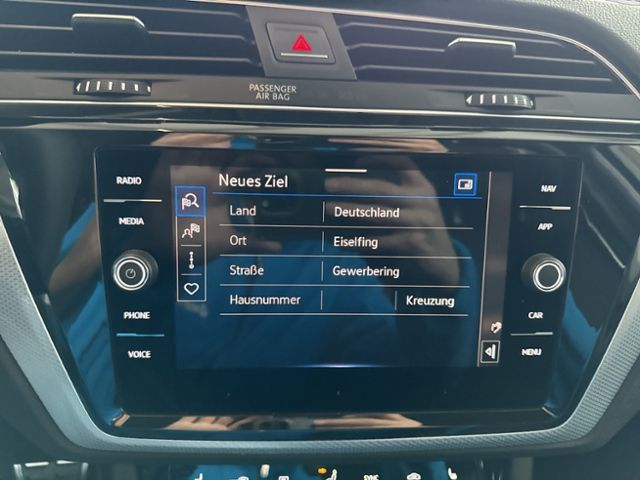 PASSENGER
AIR BAG
RADIO
MEDIA
PHONE
VOICE
Neues Ziel
Land Deutschland
Ort Eiselfing
Straße Gewerbering
Hausnummer Kreuzung
NAV
APP
CAR
MENU
SYNC